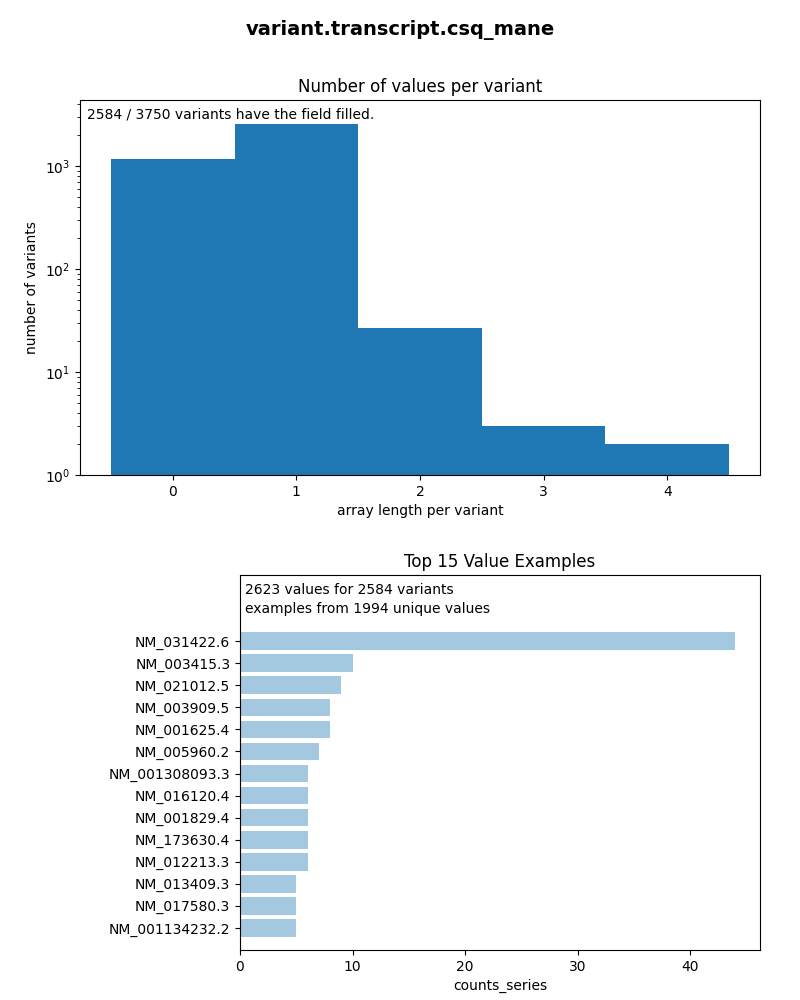 variant.transcript.csq_mane
Number of values per variant
2584 / 3750 variants have the field filled.
number of variants
10³
10²
10¹
10⁰
0 1 2 3 4
array length per variant
Top 15 Value Examples
2623 values for 2584 variants
examples from 1994 unique values
NM_031422.6
NM_003415.3
NM_021012.5
NM_003909.5
NM_001625.4
NM_005960.2
NM_001308093.3
NM_016120.4
NM_001829.4
NM_173630.4
NM_012213.3
NM_013409.3
NM_017580.3
NM_001134232.2
0 10 20 30 40
counts_series